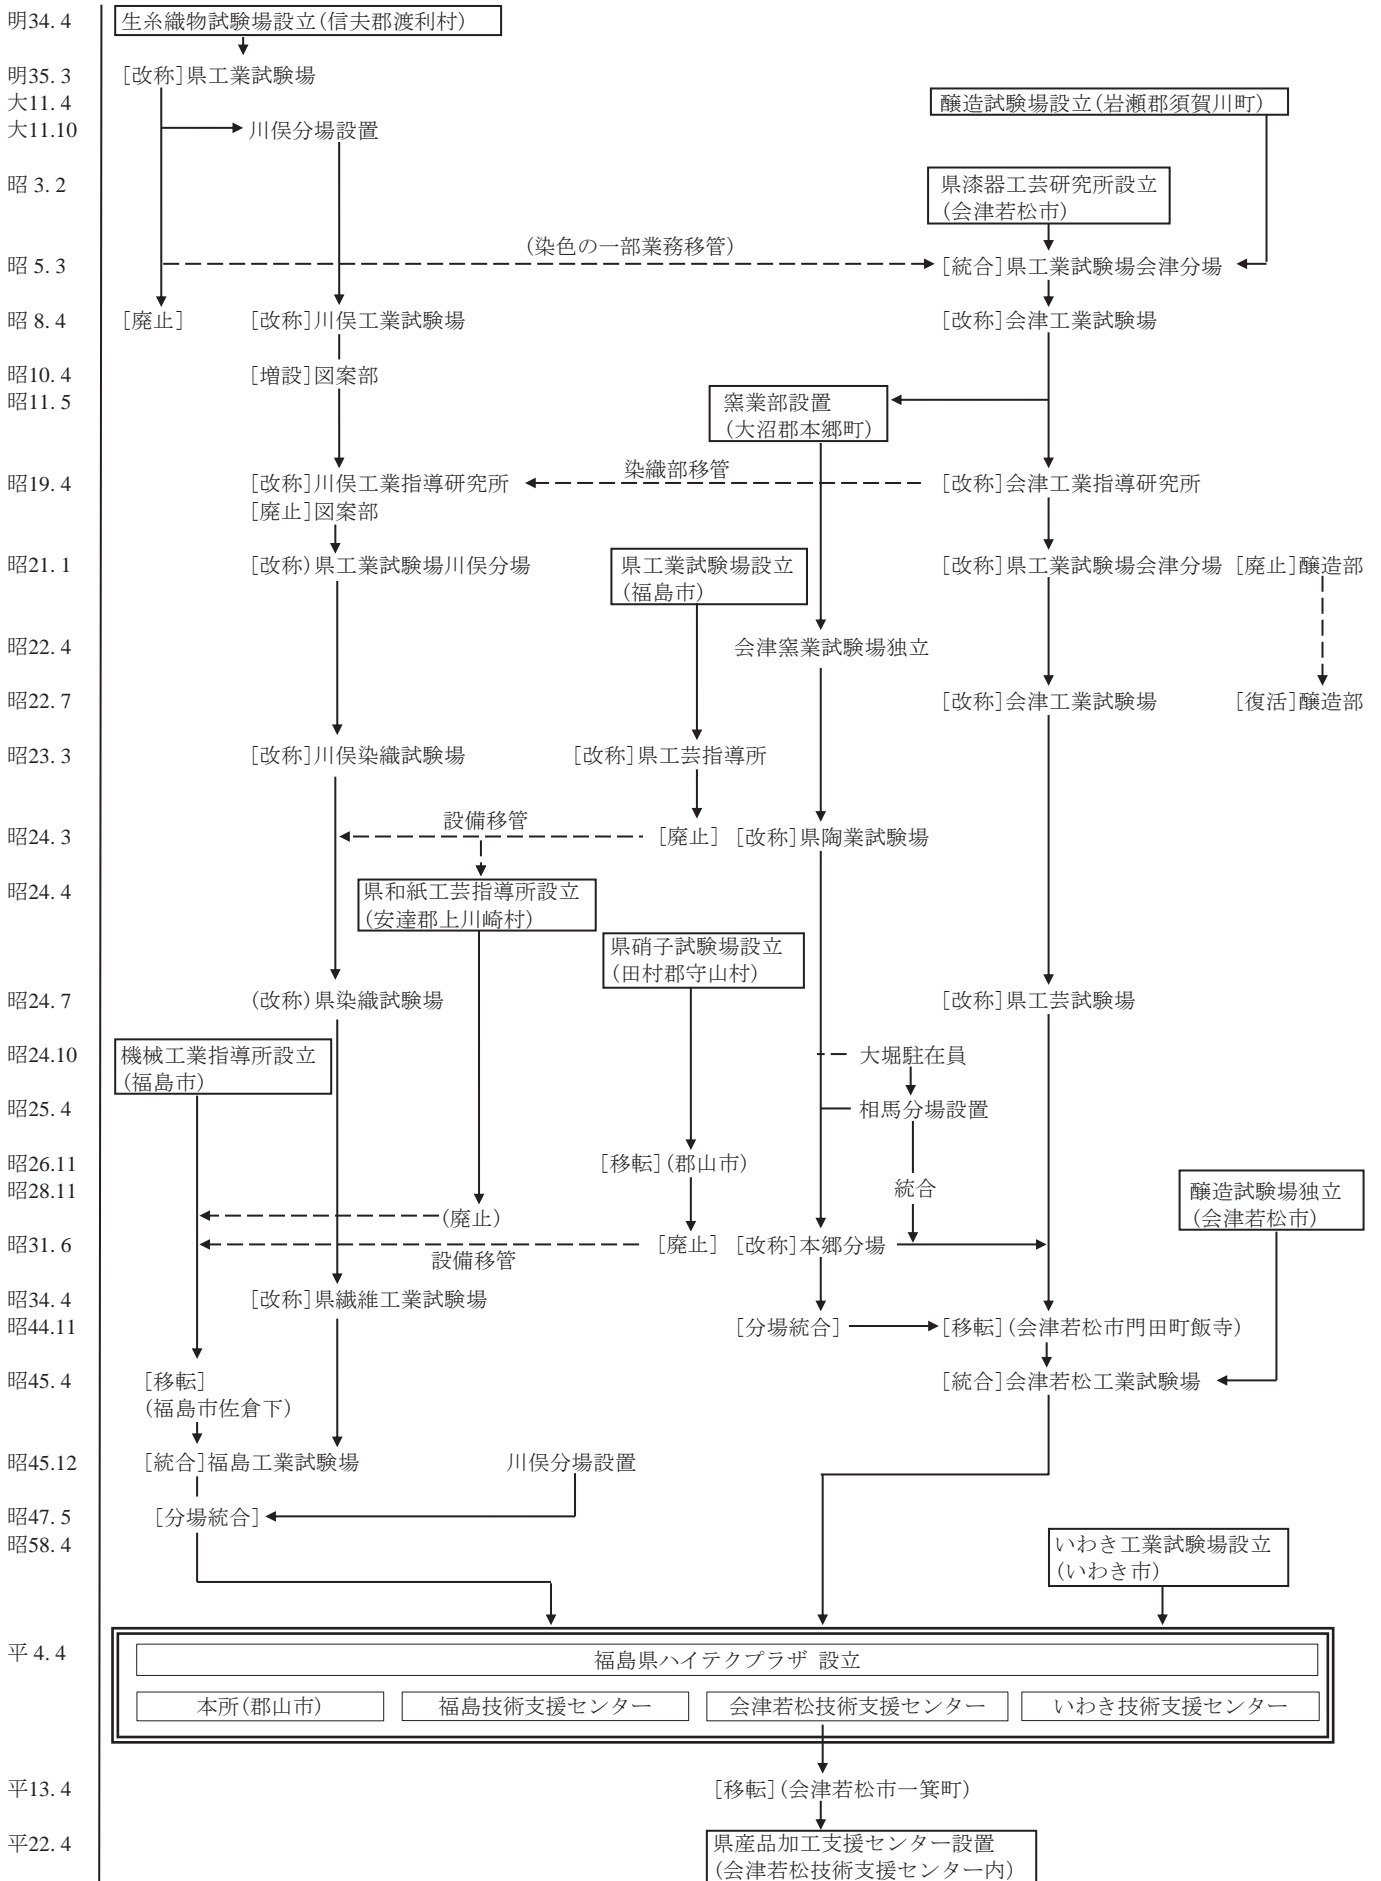 明34. 4
生糸織物試験場設立(信夫郡渡利村)
明35. 3
[改称]県工業試験場
大11. 4
醸造試験場設立(岩瀬郡須賀川町)
大11.10
川俣分場設置
昭 3. 2
県漆器工芸研究所設立
(会津若松市)
(染色の一部業務移管)
昭 5. 3
[統合]県工業試験場会津分場
昭 8. 4
[廃止]
[改称]川俣工業試験場
[改称]会津工業試験場
昭10. 4
[増設]図案部
昭11. 5
窯業部設置
(大沼郡本郷町)
染織部移管
昭19. 4
[改称]川俣工業指導研究所
[改称]会津工業指導研究所
[廃止]図案部
昭21. 1
[改称)県工業試験場川俣分場
県工業試験場設立
(福島市)
[改称]県工業試験場会津分場
[廃止]醸造部
昭22. 4
会津窯業試験場独立
昭22. 7
[改称]会津工業試験場
[復活]醸造部
昭23. 3
[改称]川俣染織試験場
[改称]県工芸指導所
設備移管
昭24. 3
[廃止]
[改称]県陶業試験場
昭24. 4
県和紙工芸指導所設立
(安達郡上川崎村)
県硝子試験場設立
(田村郡守山村)
昭24. 7
(改称)県染織試験場
[改称]県工芸試験場
昭24.10
機械工業指導所設立
(福島市)
大堀駐在員
昭25. 4
相馬分場設置
昭26.11
[移転](郡山市)
昭28.11
統合
醸造試験場独立
(会津若松市)
(廃止)
昭31. 6
設備移管
[廃止]
[改称]本郷分場
昭34. 4
[改称]県繊維工業試験場
昭44.11
[分場統合]
[移転](会津若松市門田町飯寺)
昭45. 4
[移転]
(福島市佐倉下)
[統合]会津若松工業試験場
昭45.12
[統合]福島工業試験場
川俣分場設置
昭47. 5
[分場統合]
昭58. 4
いわき工業試験場設立
(いわき市)
平 4. 4
福島県ハイテクプラザ 設立
本所(郡山市)
福島技術支援センター
会津若松技術支援センター
いわき技術支援センター
平13. 4
[移転](会津若松市一箕町)
平22. 4
県産品加工支援センター設置
(会津若松技術支援センター内)